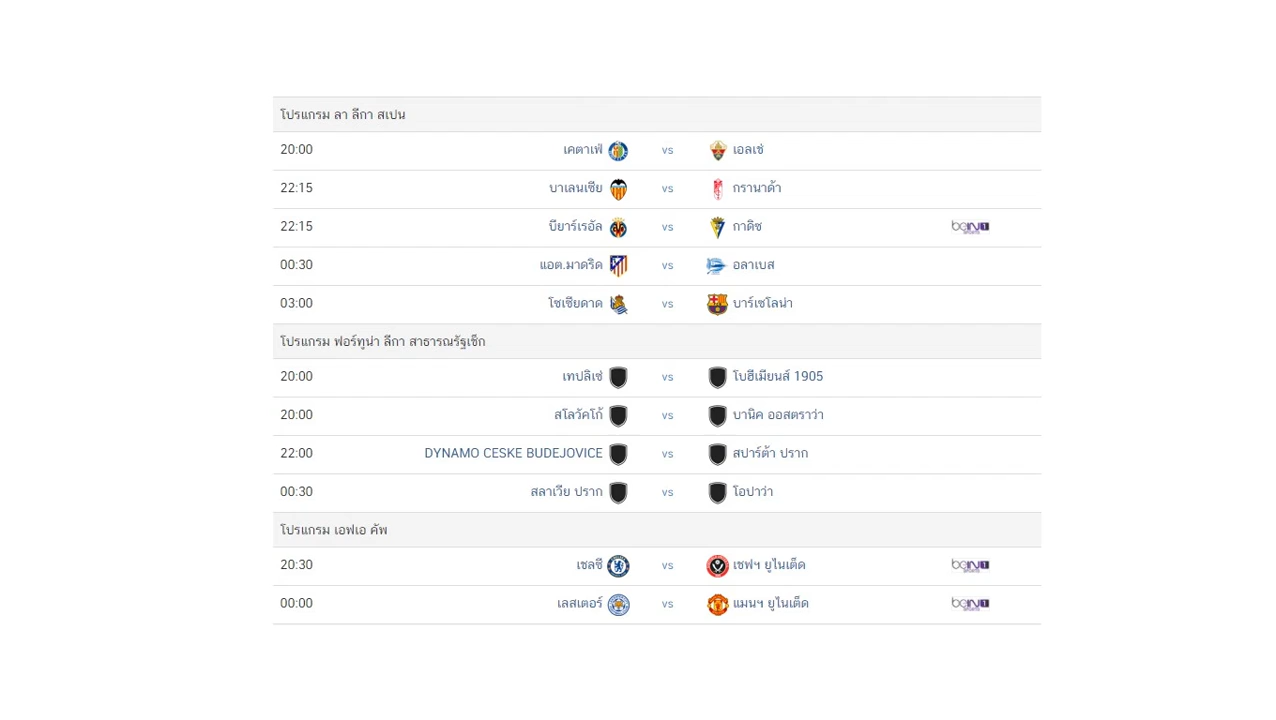 โปรแกรม ลา ลีกา สเปน
20:00 เคตาเฟ่ vs เอลเช่
22:15 บาเลนเซีย vs กรานาด้า
22:15 บียาร์เรอัล vs กาดิซ beIN SPORTS 1
00:30 แอต.มาดริด vs อลาเบส
03:00 โซเซียดาด vs บาร์เซโลน่า
โปรแกรม ฟอร์ทูน่า ลีกา สาธารณรัฐเช็ก
20:00 เทปลิเซ่ vs โบฮีเมียนส์ 1905
20:00 สโลวัคโก้ vs บานิค ออสตราว่า
22:00 DYNAMO CESKE BUDEJOVICE vs สปาร์ต้า ปราก
00:30 สลาเวีย ปราก vs โอปาว่า
โปรแกรม เอฟเอ คัพ
20:30 เชลซี vs เชฟฯ ยูไนเต็ด beIN SPORTS 1
00:00 เลสเตอร์ vs แมนฯ ยูไนเต็ด beIN SPORTS 1